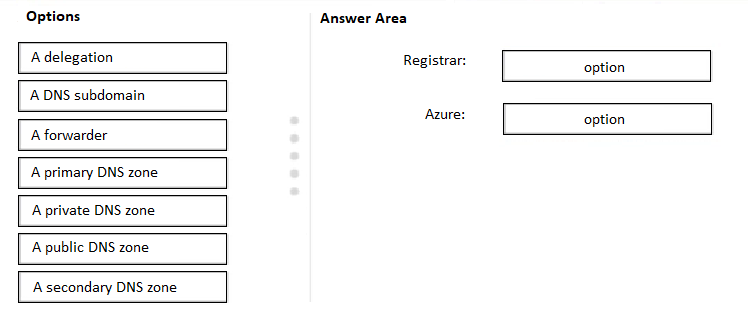 Options
Answer Area
A delegation
A DNS subdomain
A forwarder
A primary DNS zone
A private DNS zone
A public DNS zone
A secondary DNS zone
Registrar:
option
Azure:
option